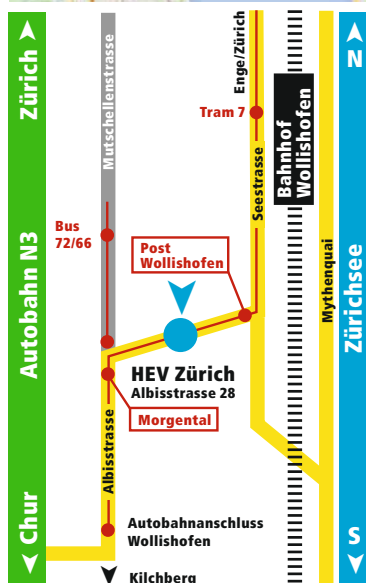 Zürich
Autobahn N3
Chur
Mutschellenstrasse
Bus
72/66
Enge/Zürich
Tram 7
Seestrasse
Bahnhof
Wollishofen
N
Mythenquai
Zürichsee
S
Post
Wollishofen
HEV Zürich
Albisstrasse 28
Morgental
Albisstrasse
Autobahnanschluss
Wollishofen
Kilchberg